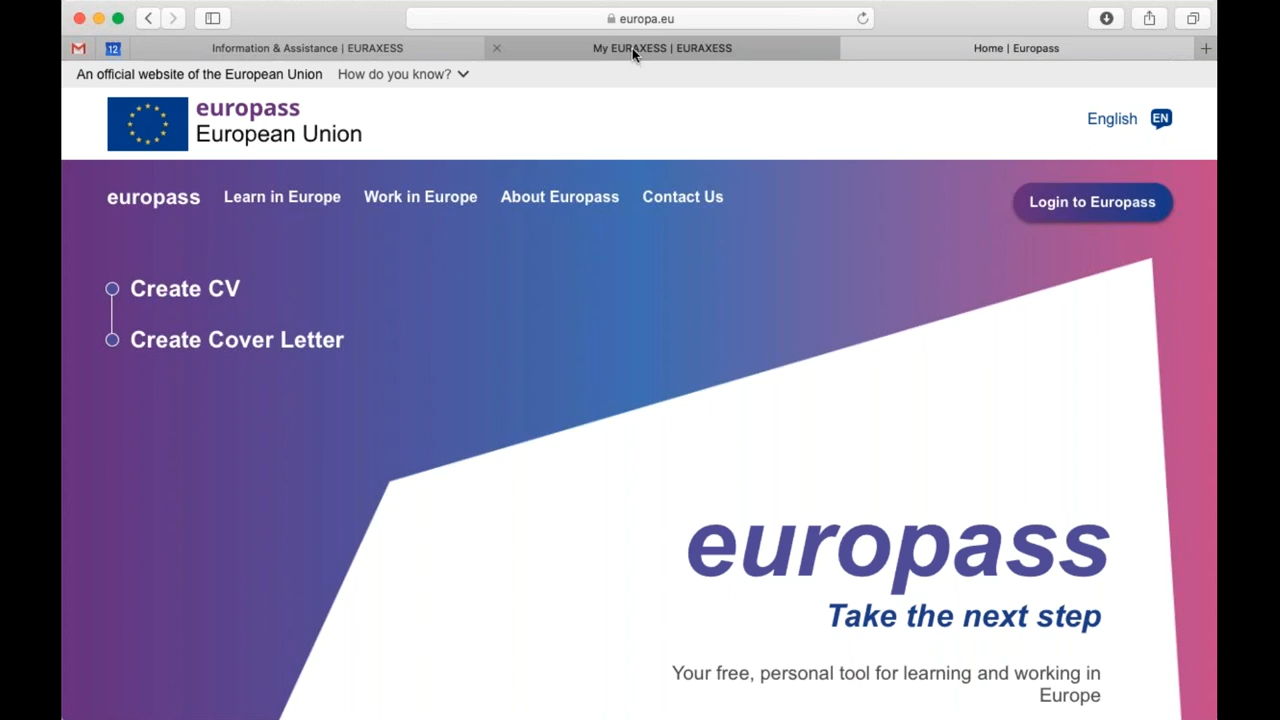 europa.eu
12
Information & Assistance | EURAXESS
My EURAXESS | EURAXESS
Home | Europass
An official website of the European Union How do you know?
europass
European Union
English EN
europass Learn in Europe Work in Europe About Europass Contact Us
Login to Europass
Create CV
Create Cover Letter
europass
Take the next step
Your free, personal tool for learning and working in
Europe